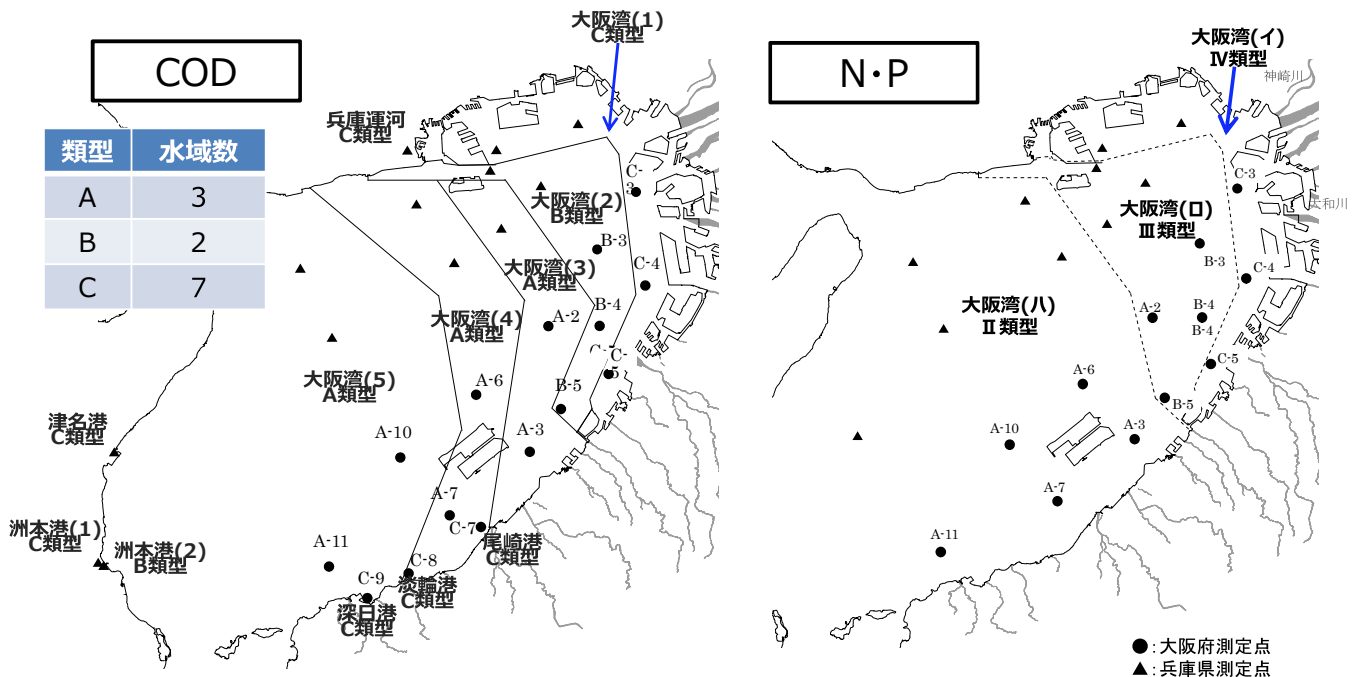 COD
類型
水域数
A
3
B
2
C
7
大阪湾(1)
C類型
兵庫運河
C類型
C-3
大阪湾(2)
B類型
B-3
大阪湾(3)
A類型
C-4
大阪湾(4)
A類型
A-2
B-4
大阪湾(5)
A類型
A-6
B-5
津名港
C類型
A-10
A-3
A-7
C-7
洲本港(1)
C類型
洲本港(2)
B類型
A-11
C-8
尾崎港
C類型
C-9
淡輪港
C類型
深日港
C類型
N・P
大阪湾(イ)
Ⅳ類型
神崎川
C-3
大和川
大阪湾(ロ)
Ⅲ類型
B-3
C-4
大阪湾(ハ)
Ⅱ類型
A-2
B-4
B-4
C-5
A-6
B-5
A-10
A-3
A-7
A-11
●：大阪府測定点
▲：兵庫県測定点